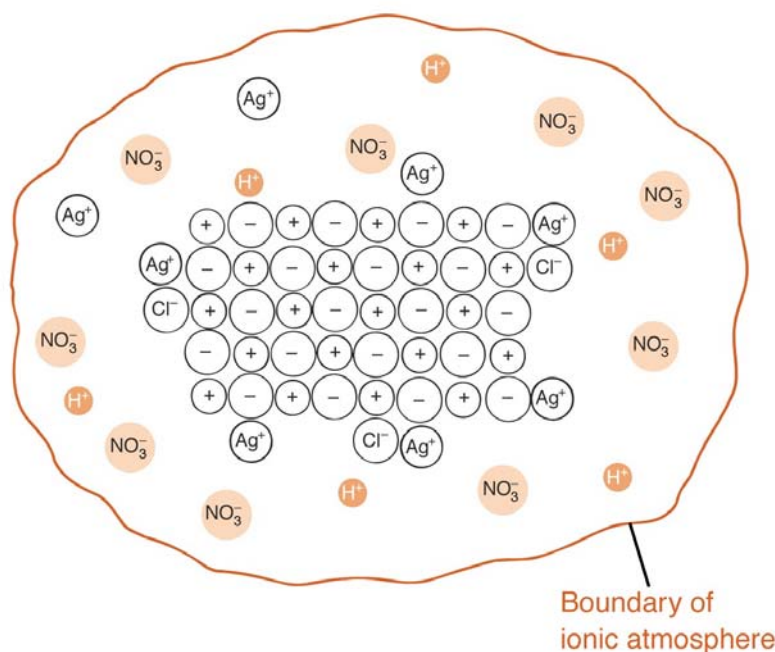 H⁺
Ag⁺
NO₃⁻
NO₃⁻
NO₃⁻
Ag⁺
H⁺
NO₃⁻
Ag⁺
+ − + − + − + − Ag⁺
H⁺
Ag⁺ − + − + − + − + Cl⁻
Cl⁻ + − + − + − + −
NO₃⁻
− + − + − + − +
NO₃⁻
H⁺
+ − + − + − + − Ag⁺
NO₃⁻
Ag⁺
Cl⁻ Ag⁺
H⁺
H⁺
NO₃⁻
NO₃⁻
Boundary of
ionic atmosphere